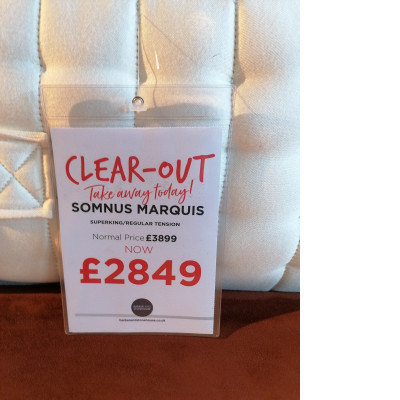 CLEAR-OUT
Take away today!
SOMNUS MARQUIS
SUPERKING/REGULAR TENSION
Normal Price £3899
NOW
£2849